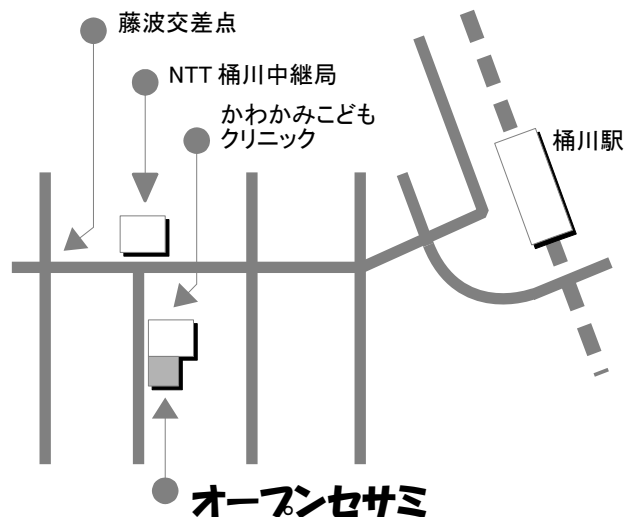 藤波交差点
NTT 桶川中継局
かわかみこども
クリニック
桶川駅
オープンセサミ